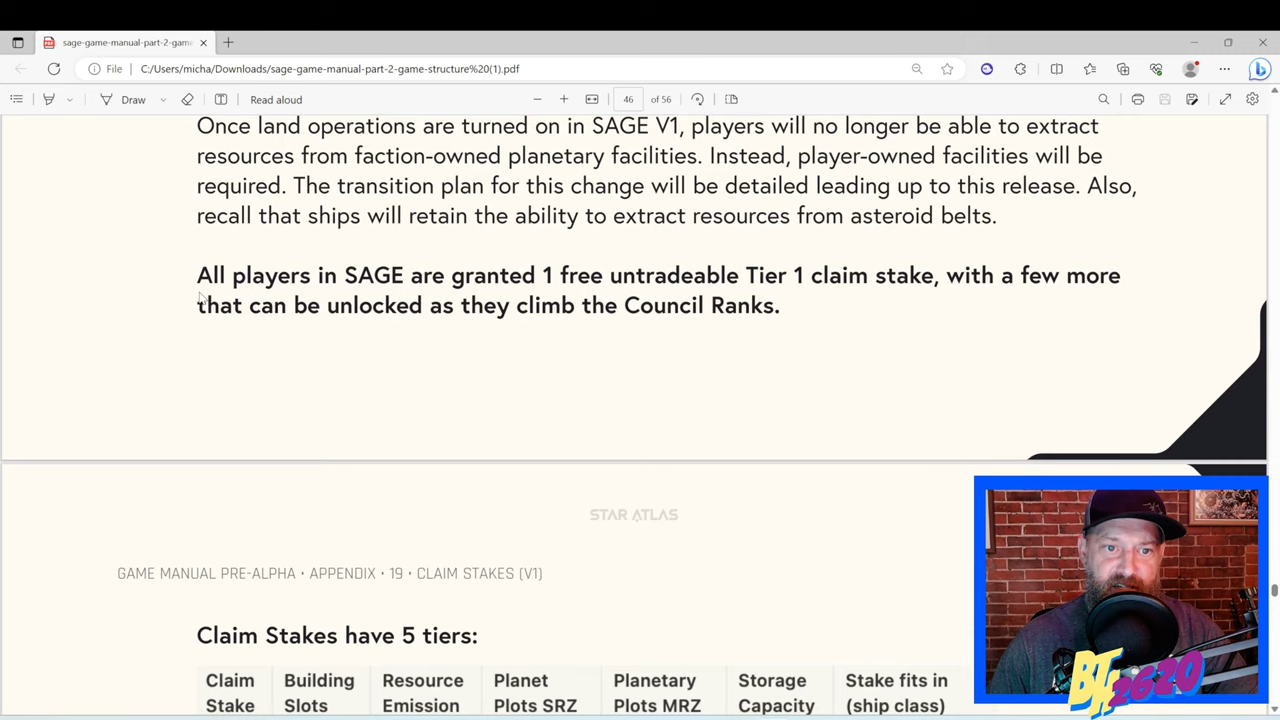 sage-game-manual-part-2-game-
File
C:/Users/micha/Downloads/sage-game-manual-part-2-game-structure%20(1).pdf
Draw
Read aloud
46 of 56
Once land operations are turned on in SAGE V1, players will no longer be able to extract
resources from faction-owned planetary facilities. Instead, player-owned facilities will be
required. The transition plan for this change will be detailed leading up to this release. Also,
recall that ships will retain the ability to extract resources from asteroid belts.
All players in SAGE are granted 1 free untradeable Tier 1 claim stake, with a few more
that can be unlocked as they climb the Council Ranks.
STAR ATLAS
GAME MANUAL PRE-ALPHA • APPENDIX • 19 • CLAIM STAKES (V1)
Claim Stakes have 5 tiers:
Claim Stake
Building Slots
Resource Emission
Planet Plots SRZ
Planetary Plots MRZ
Storage Capacity
Stake fits in (ship class)
BTK2620